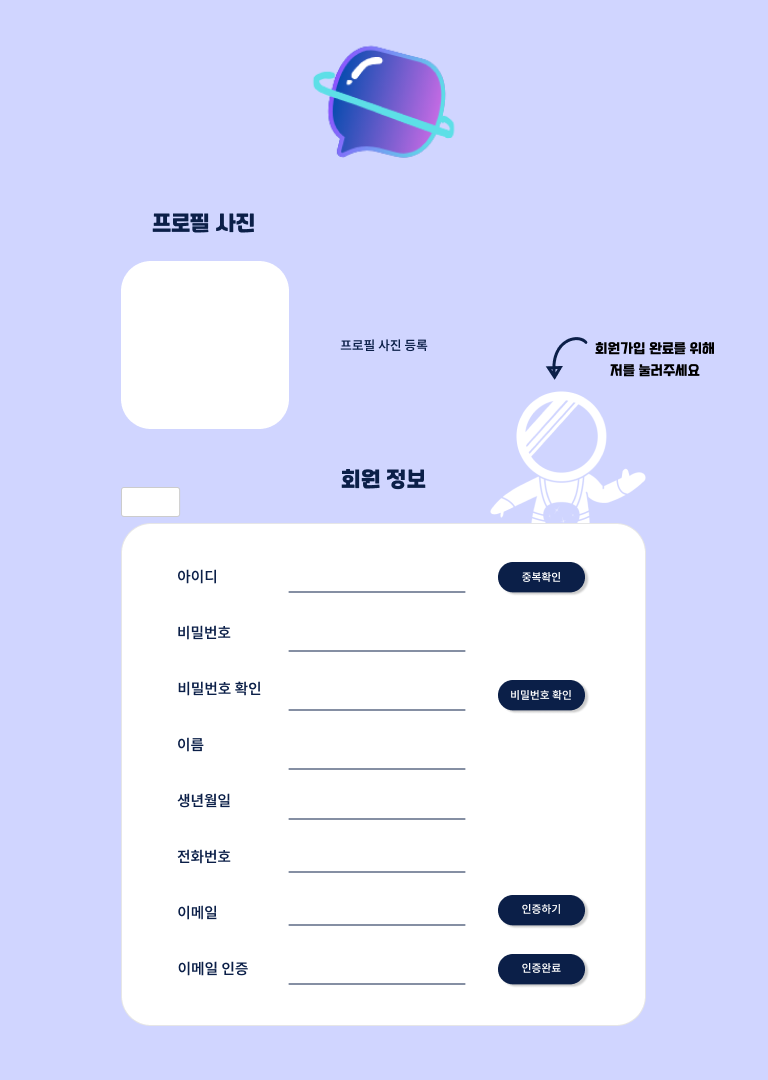 프로필 사진
프로필 사진 등록
회원가입 완료를 위해
저를 눌러주세요
회원 정보
아이디
중복확인
비밀번호
비밀번호 확인
비밀번호 확인
이름
생년월일
전화번호
이메일
인증하기
이메일 인증
인증완료